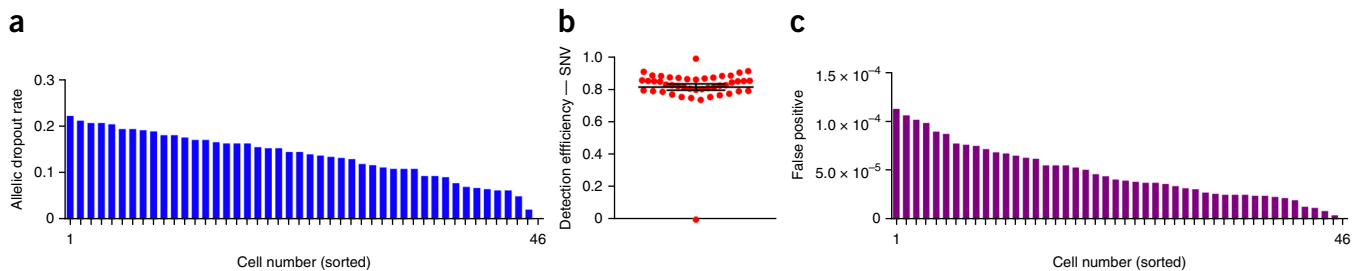 a
Allelic dropout rate
0.3
0.2
0.1
0
1
46
Cell number (sorted)
b
Detection effficiency — SNV
1.0
0.8
0.6
0.4
0.2
0
c
False positive
1.5 × 10⁻⁴
1.0 × 10⁻⁴
5.0 × 10⁻⁵
0
1
46
Cell number (sorted)